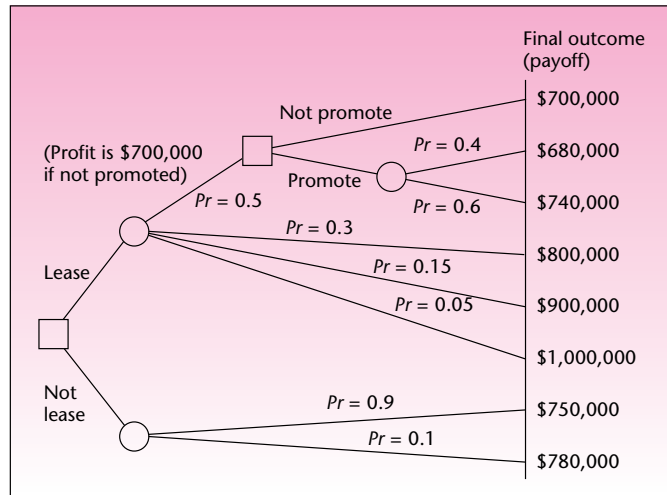 Final outcome
(payoff)
$700,000
Not promote
Pr = 0.4
$680,000
(Profit is $700,000
if not promoted)
Promote
Pr = 0.6
$740,000
Pr = 0.5
Pr = 0.3
$800,000
Lease
Pr = 0.15
$900,000
Pr = 0.05
$1,000,000
Not
lease
Pr = 0.9
$750,000
Pr = 0.1
$780,000